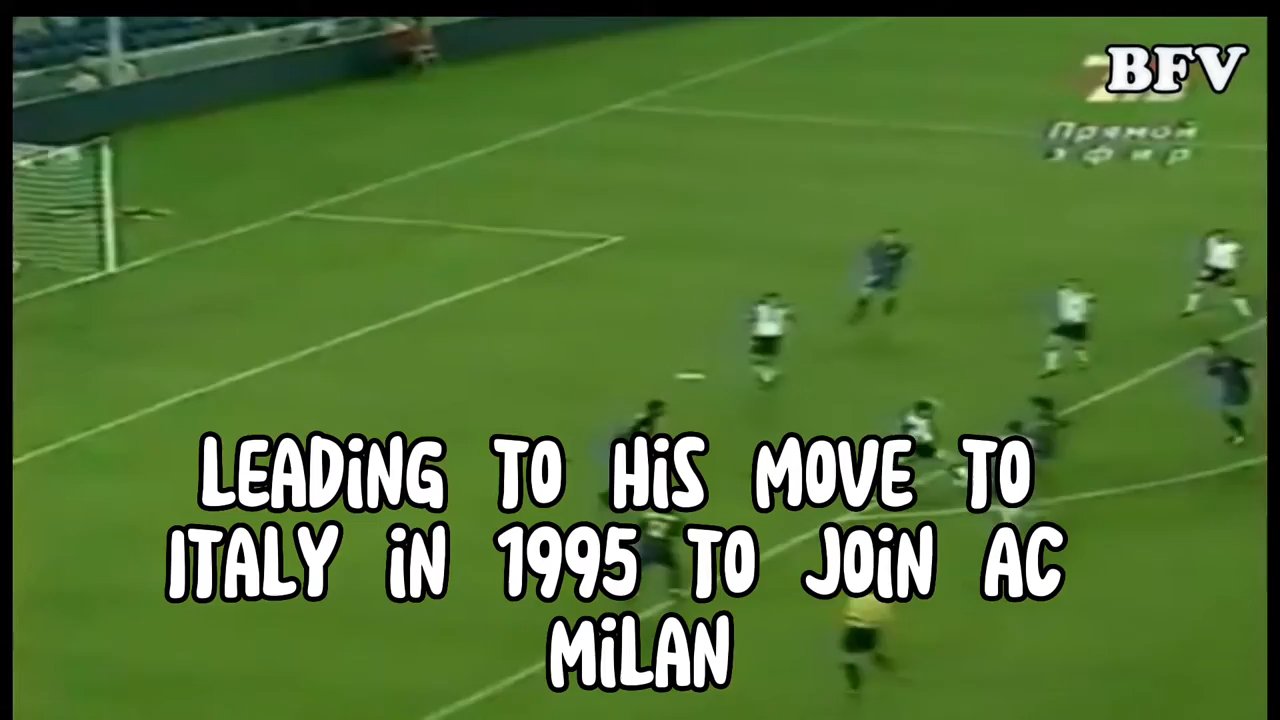 BFV
Прямой
эфир
LEADING TO HIS MOVE TO
ITALY IN 1995 TO JOIN AC
MILAN